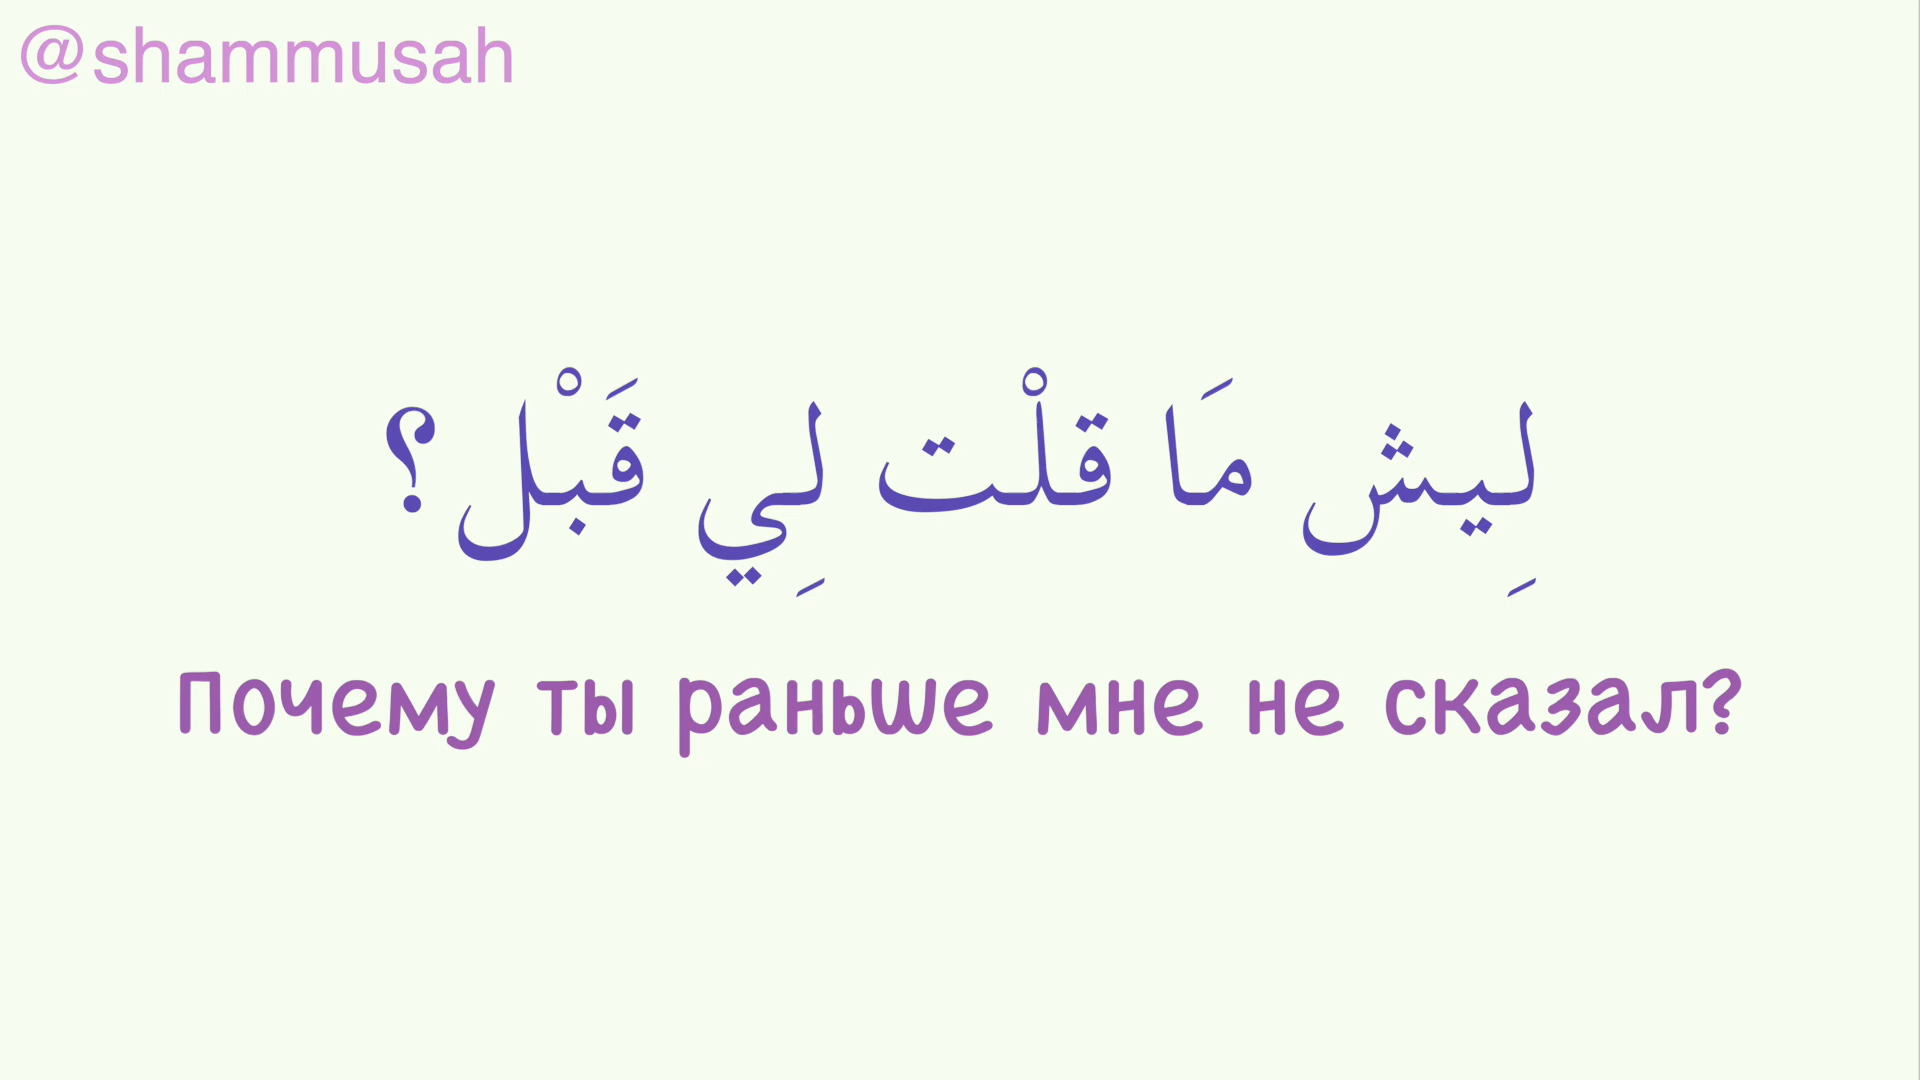 @shammusah
لِيش مَا قلْت لِي قَبْل؟
Почему ты раньше мне не сказал?